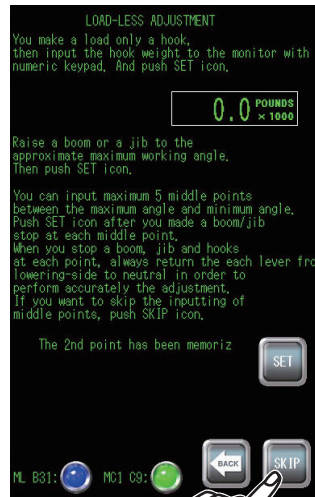 LOAD-LESS ADJUSTMENT
You make a load only a hook,
then input the hook weight to the monitor with
numeric keypad. And push SET icon.
0.0 POUNDS
× 1000
Raise a boom or a jib to the
approximate maximum working angle.
Then push SET icon.
You can input maximum 5 middle points
between the maximum angle and minimum angle.
Push SET icon after you made a boom/jib
stop at each middle point.
When you stop a boom, jib and hooks
at each point, always return the each lever fro
lowering-side to neutral in order to
perform accurately the adjustment.
If you want to skip the inputting of
middle points, push SKIP icon.
The 2nd point has been memoriz
SET
BACK
SKIP
ML B31: MC1 C9: